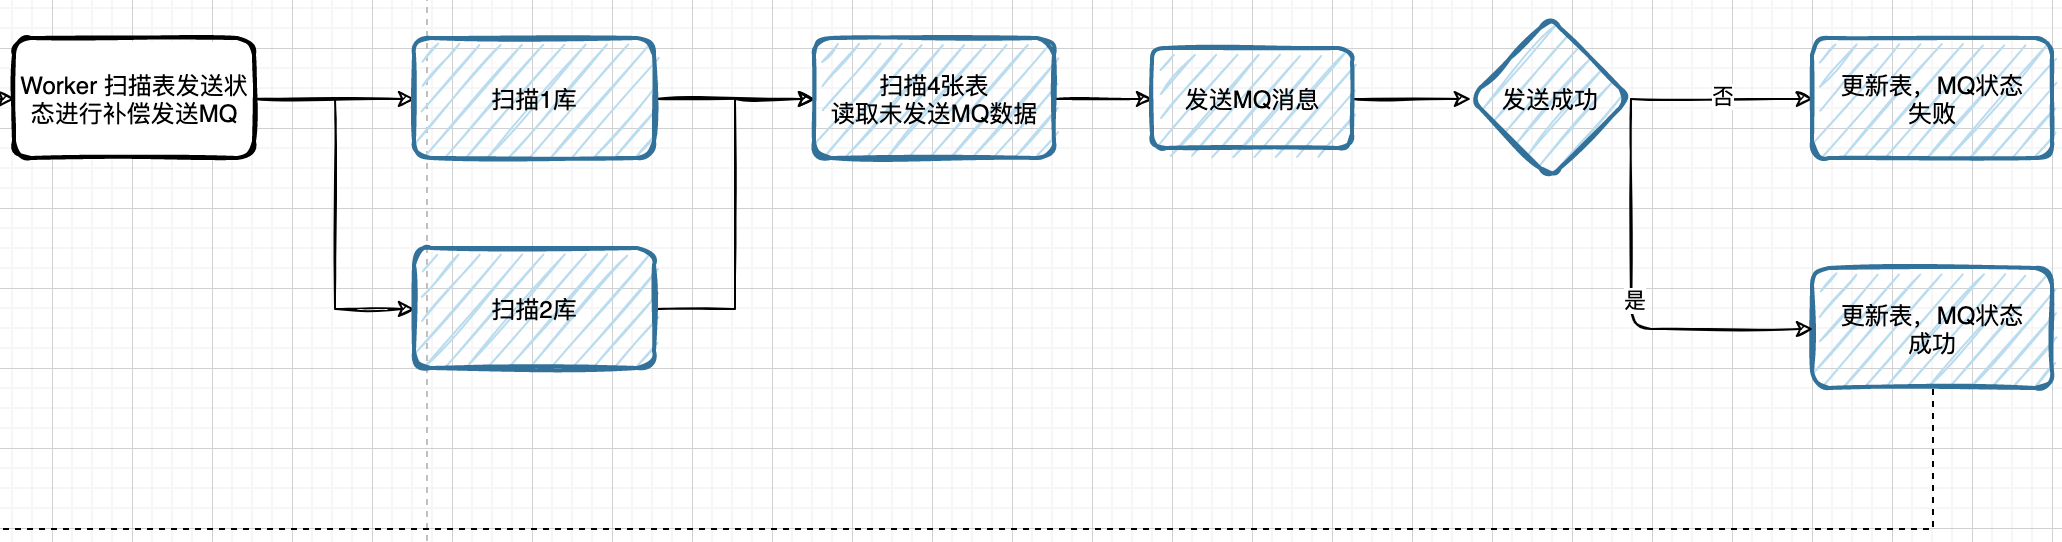 Worker 扫描表发送状
态进行补偿发送MQ
扫描1库
扫描4张表
读取未发送MQ数据
发送MQ消息
发送成功
否
更新表，MQ状态
失败
扫描2库
是
更新表，MQ状态
成功